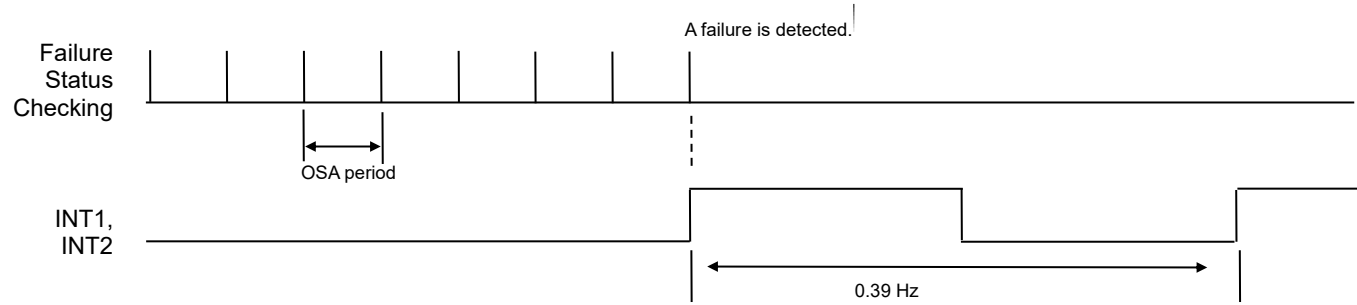 A failure is detected.
Failure
Status
Checking
OSA period
INT1,
INT2
0.39 Hz